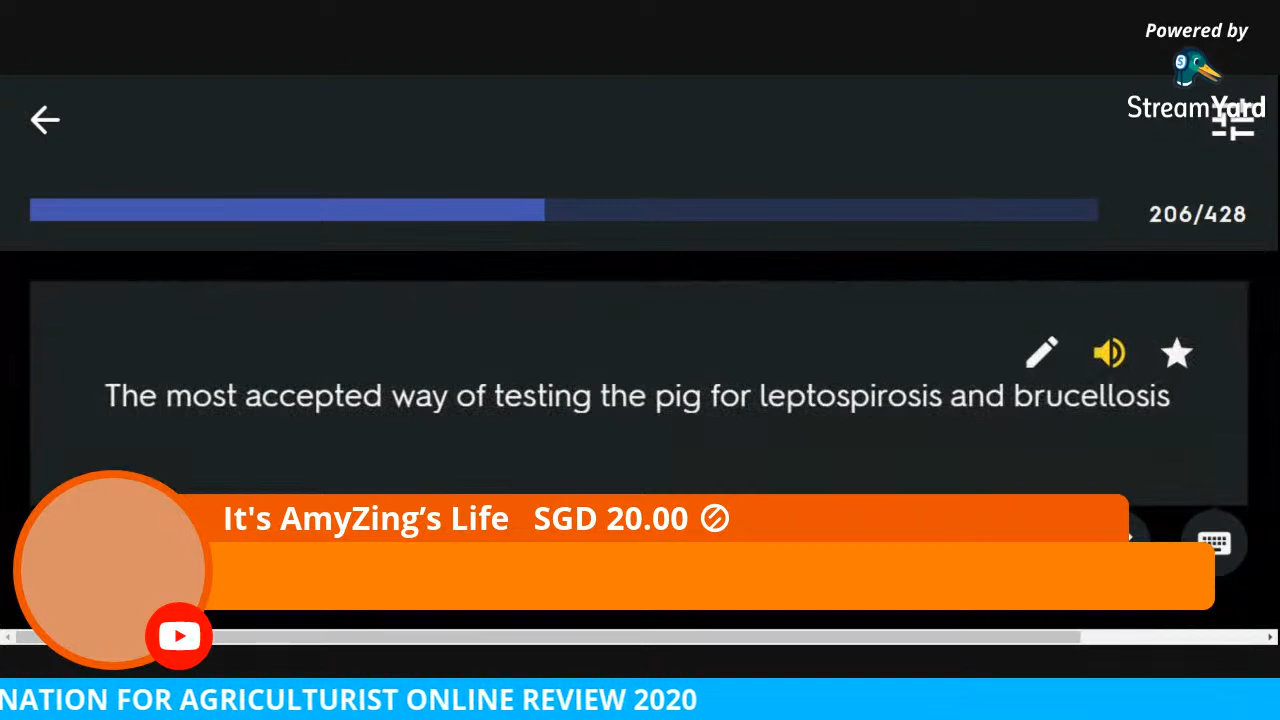 Powered by
StreamYard
206/428
The most accepted way of testing the pig for leptospirosis and brucellosis
It's AmyZing’s Life SGD 20.00
NATION FOR AGRICULTURIST ONLINE REVIEW 2020